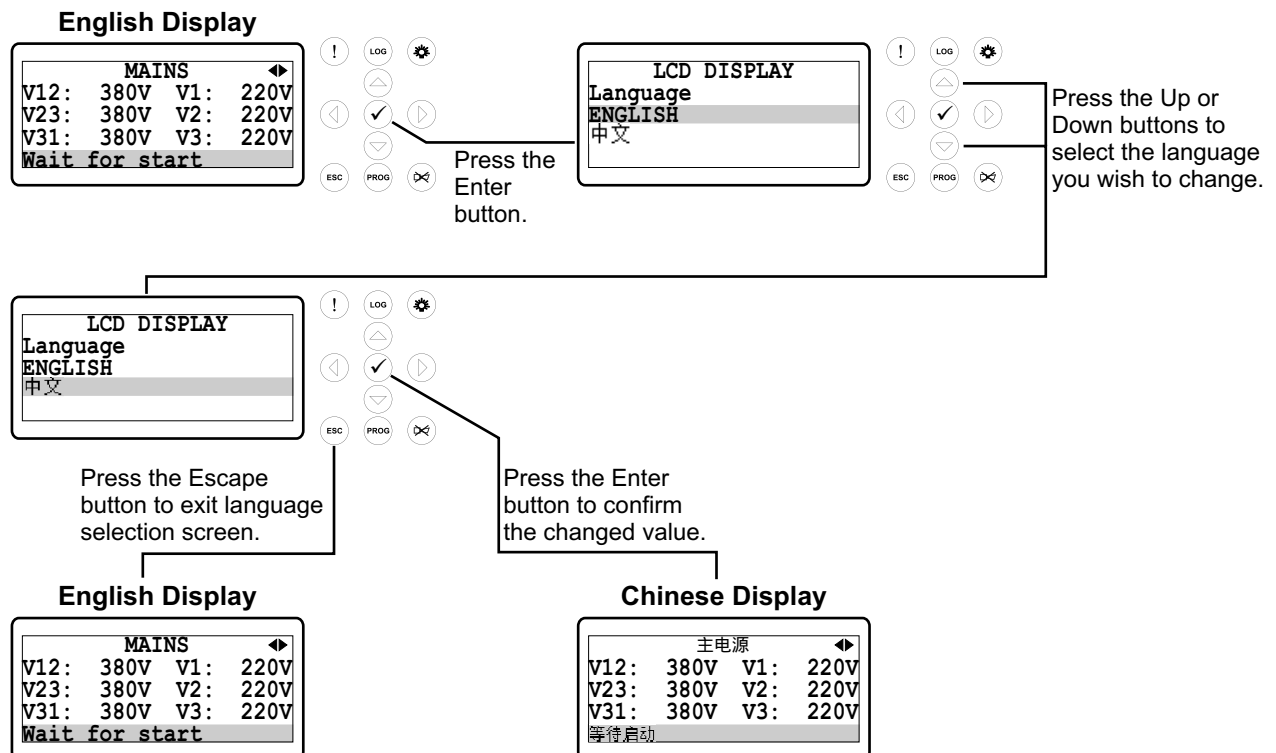 English Display
MAINS
V12: 380V V1: 220V
V23: 380V V2: 220V
V31: 380V V3: 220V
Wait for start
! LOG
ESC PROG
Press the
Enter
button.
LCD DISPLAY
Language
ENGLISH
中文
! LOG
ESC PROG
Press the Up or
Down buttons to
select the language
you wish to change.
LCD DISPLAY
Language
ENGLISH
中文
! LOG
ESC PROG
Press the Escape
button to exit language
selection screen.
Press the Enter
button to confirm
the changed value.
English Display
MAINS
V12: 380V V1: 220V
V23: 380V V2: 220V
V31: 380V V3: 220V
Wait for start
Chinese Display
主电源
V12: 380V V1: 220V
V23: 380V V2: 220V
V31: 380V V3: 220V
等待启动